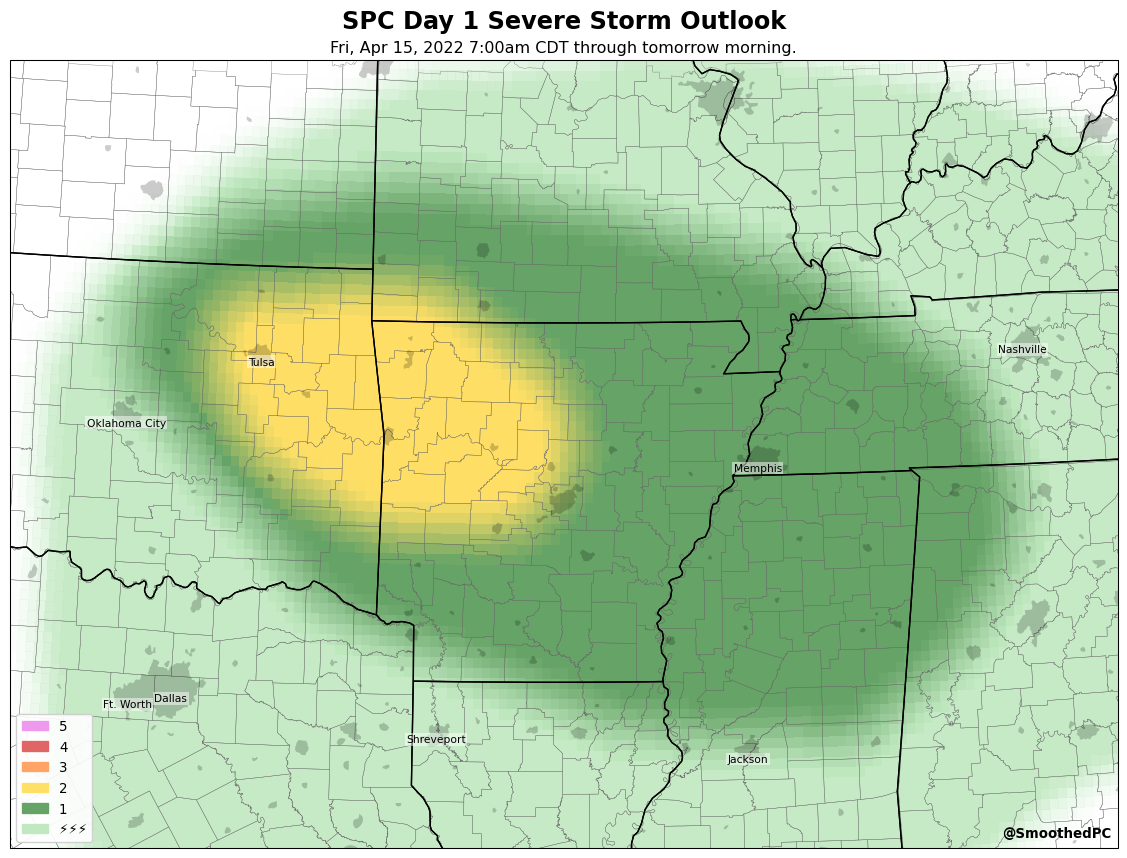 SPC Day 1 Severe Storm Outlook
Fri, Apr 15, 2022 7:00am CDT through tomorrow morning.
Tulsa
Nashville
Oklahoma City
Memphis
Ft. Worth
Dallas
Shreveport
Jackson
5
4
3
2
1
⚡⚡⚡
@SmoothedPC